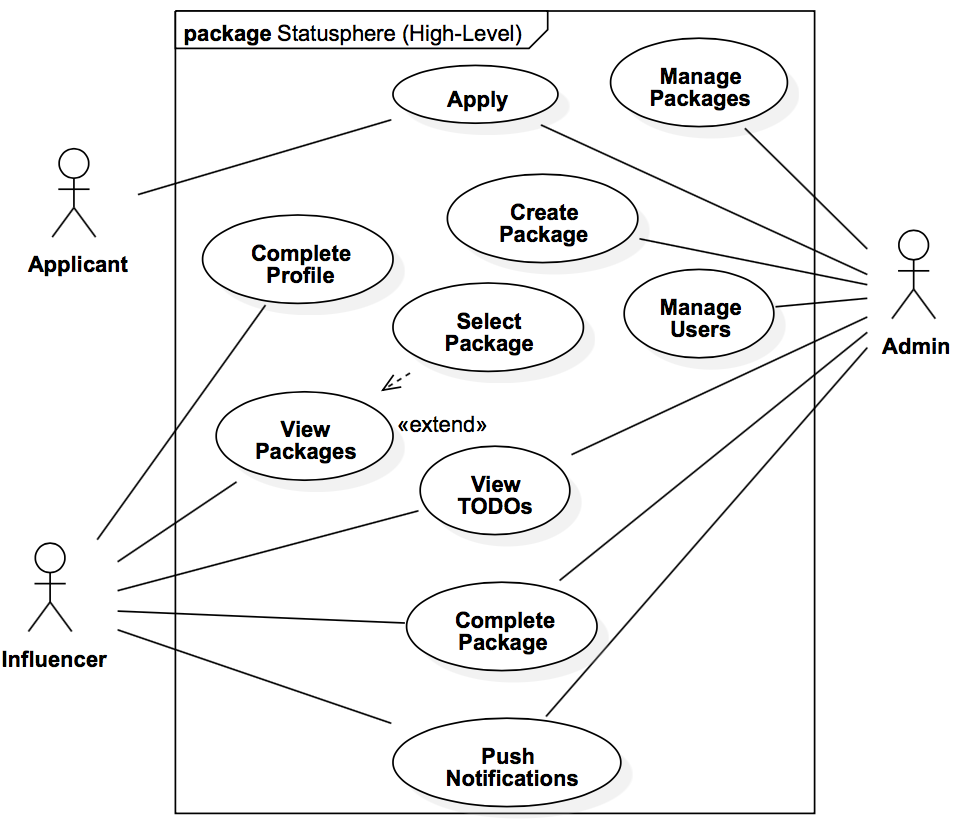 package Statusphere (High-Level)
Apply
Manage
Packages
Applicant
Create
Package
Complete
Profile
Select
Package
Manage
Users
Admin
View
Packages
«extend»
View
TODOs
Complete
Package
Influencer
Push
Notifications